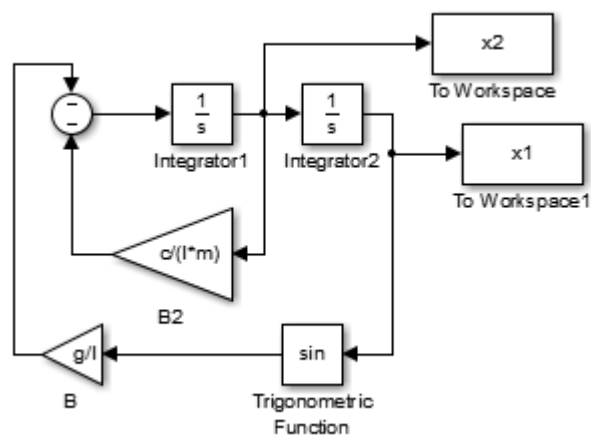 x2
To Workspace
−
−
1
s
Integrator1
1
s
Integrator2
x1
To Workspace1
c/(l*m)
B2
g/l
B
sin
Trigonometric
Function